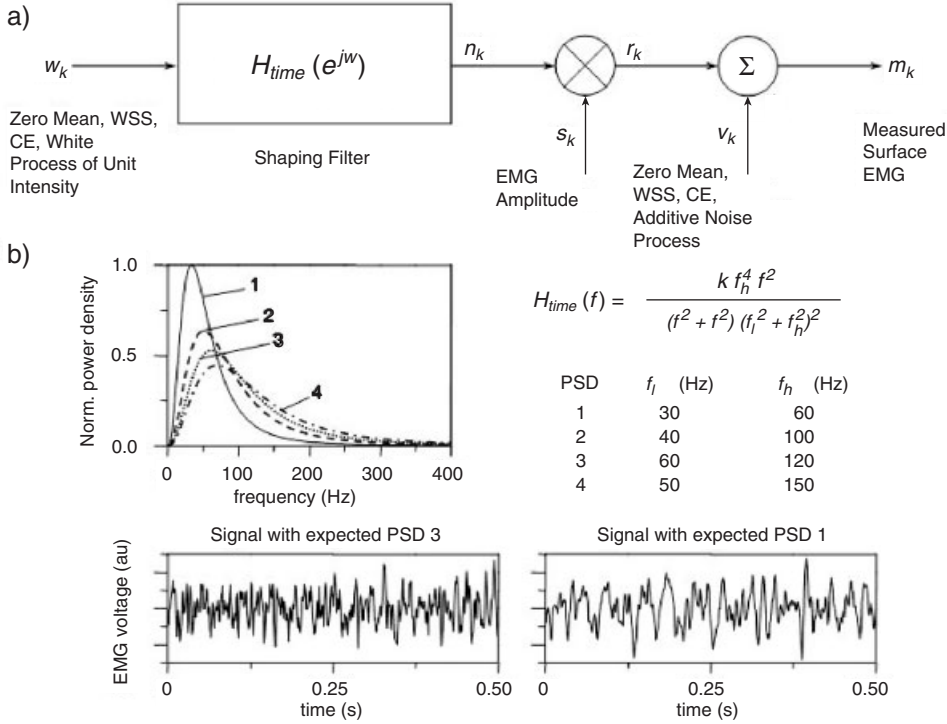 a)
w_k
H_time (e^jw)
n_k
r_k
Σ
m_k
s_k
v_k
Zero Mean, WSS,
CE, White
Process of Unit
Intensity
Shaping Filter
EMG
Amplitude
Zero Mean,
WSS, CE,
Additive Noise
Process
Measured
Surface
EMG
b)
Norm. power density
1.0
0.5
0.0
1
2
3
4
0 100 200 300 400
frequency (Hz)
H_time (f) = k f_h^4 f^2 / (f^2 + f^2) (f_l^2 + f_h^2)^2
PSD f_l (Hz) f_h (Hz)
1 30 60
2 40 100
3 60 120
4 50 150
Signal with expected PSD 3
EMG voltage (au)
0 0.25 0.50
time (s)
Signal with expected PSD 1
0 0.25 0.50
time (s)